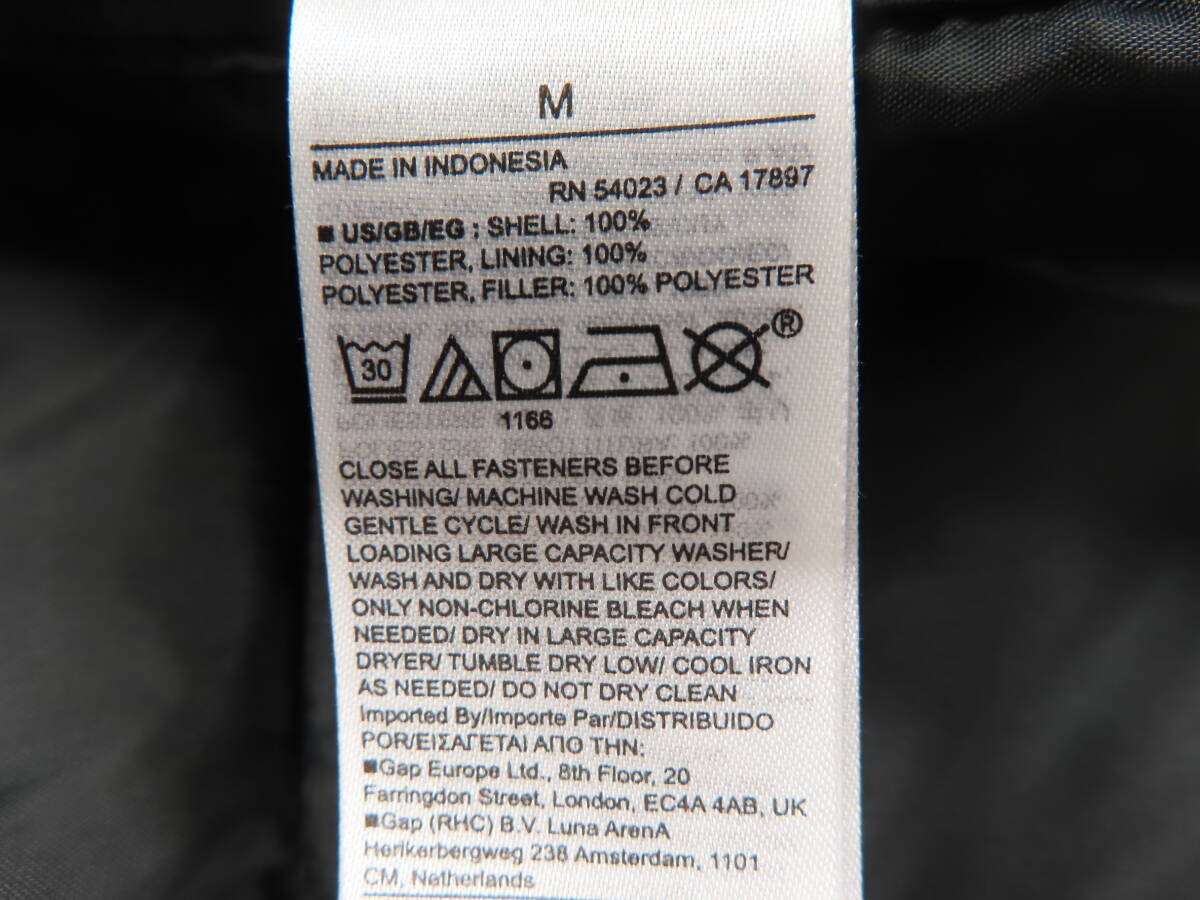 M
MADE IN INDONESIA
RN 54023 / CA 17897
■ US/GB/EG : SHELL: 100%
POLYESTER, LINING: 100%
POLYESTER, FILLER: 100% POLYESTER
30
®
1166
CLOSE ALL FASTENERS BEFORE
WASHING/ MACHINE WASH COLD
GENTLE CYCLE/ WASH IN FRONT
LOADING LARGE CAPACITY WASHER/
WASH AND DRY WITH LIKE COLORS/
ONLY NON-CHLORINE BLEACH WHEN
NEEDED/ DRY IN LARGE CAPACITY
DRYER/ TUMBLE DRY LOW/ COOL IRON
AS NEEDED/ DO NOT DRY CLEAN
Imported By/Importe Par/DISTRIBUIDO
POR/ΕΙΣΑΓΕΤΑΙ ΑΠΟ ΤΗΝ:
■Gap Europe Ltd., 8th Floor, 20
Farringdon Street, London, EC4A 4AB, UK
■Gap (RHC) B.V. Luna ArenA
Herikerbergweg 238 Amsterdam, 1101
CM, Netherlands